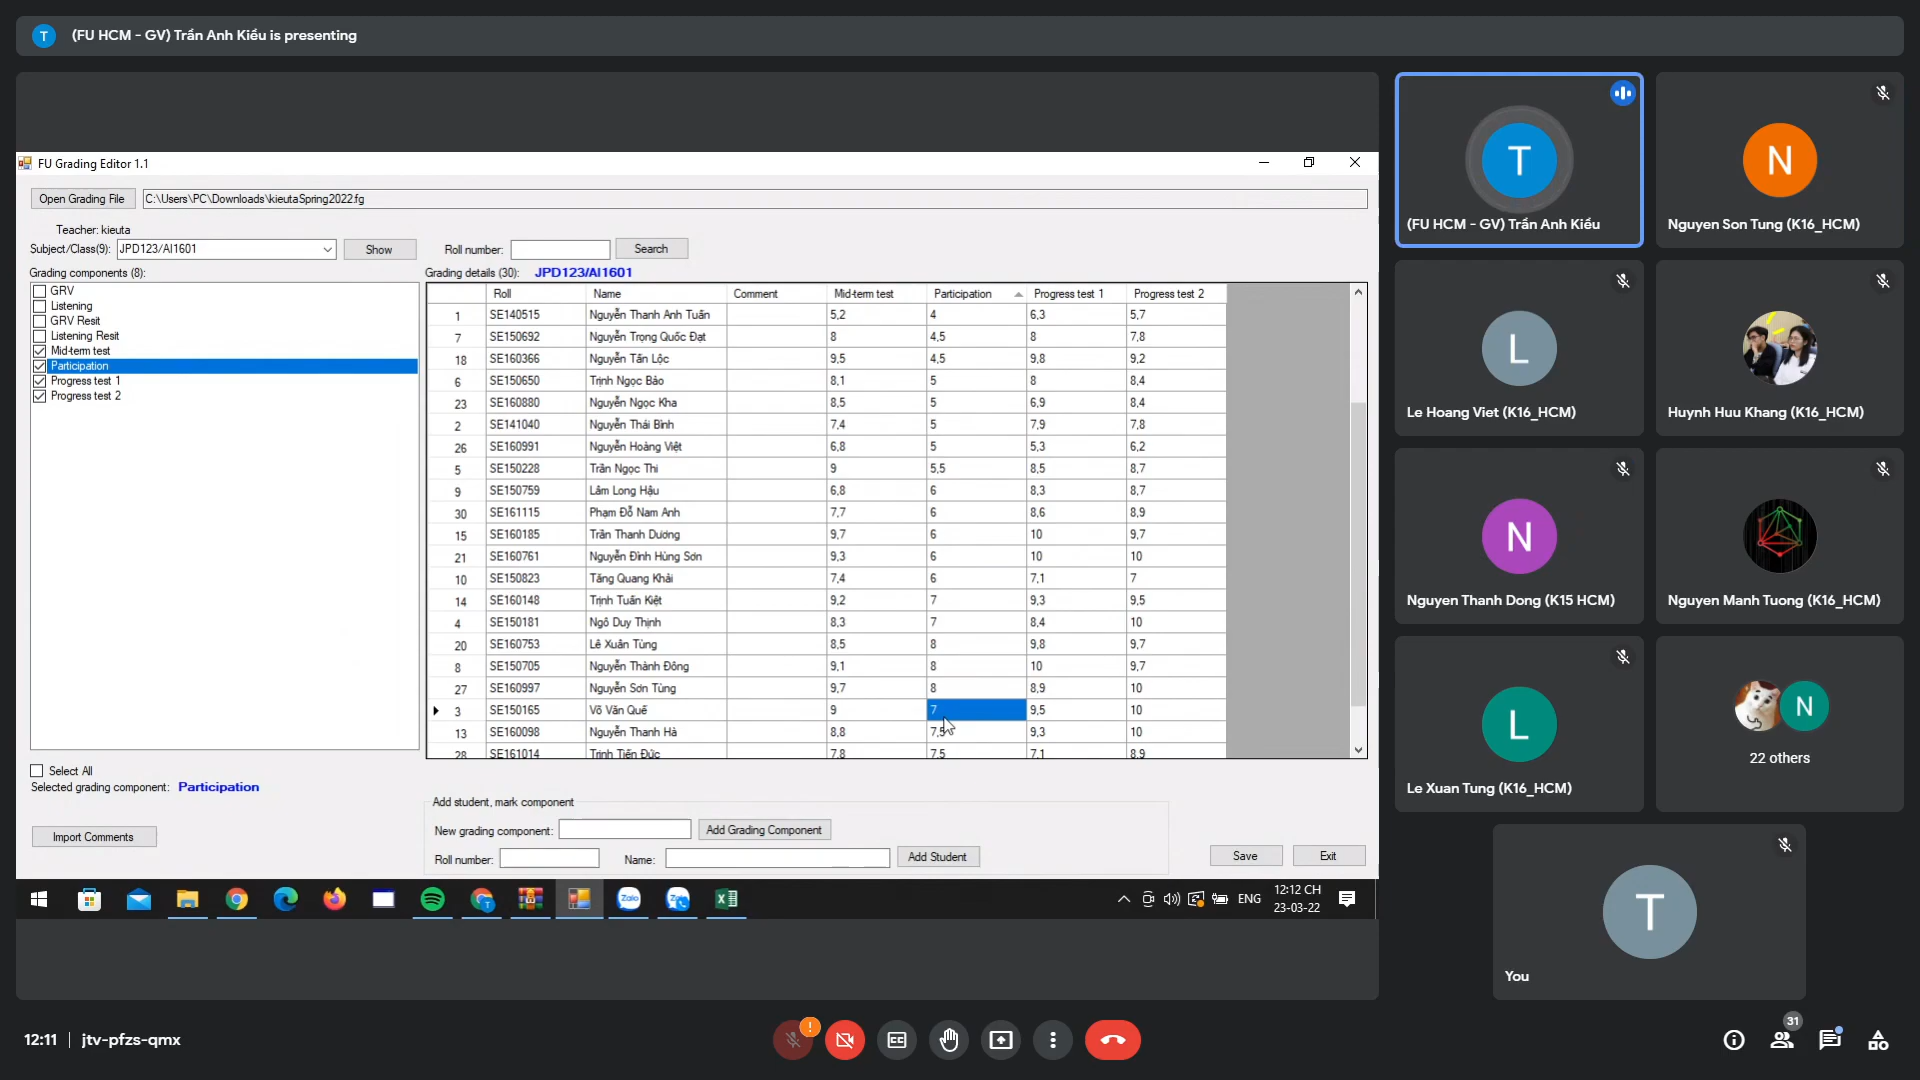 T (FU HCM - GV) Trần Anh Kiều is presenting
FU Grading Editor 1.1
Open Grading File C:\Users\PC\Downloads\kieutaSpring2022.fg
Teacher: kieuta
Subject/Class(9): JPD123/AI1601 Show Roll number: Search
Grading components (8): Grading details (30): JPD123/AI1601
GRV
Listening
GRV Resit
Listening Resit
Mid-term test
Participation
Progress test 1
Progress test 2
Roll Name Comment Mid-term test Participation Progress test 1 Progress test 2
1 SE140515 Nguyễn Thanh Anh Tuấn 5,2 4 6,3 5,7
7 SE150692 Nguyễn Trọng Quốc Đạt 8 4,5 8 7,8
18 SE160366 Nguyễn Tấn Lộc 9,5 4,5 9,8 9,2
6 SE150650 Trịnh Ngọc Bảo 8,1 5 8 8,4
23 SE160880 Nguyễn Ngọc Kha 8,5 5 6,9 8,4
2 SE141040 Nguyễn Thái Bình 7,4 5 7,9 7,8
26 SE160991 Nguyễn Hoàng Việt 6,8 5 5,3 6,2
5 SE150228 Trần Ngọc Thi 9 5,5 8,5 8,7
9 SE150759 Lâm Long Hậu 6,8 6 8,3 8,7
30 SE161115 Phạm Đỗ Nam Anh 7,7 6 8,6 8,9
15 SE160185 Trần Thanh Dương 9,7 6 10 9,7
21 SE160761 Nguyễn Đình Hùng Sơn 9,3 6 10 10
10 SE150823 Tăng Quang Khải 7,4 6 7,1 7
14 SE160148 Trịnh Tuấn Kiệt 9,2 7 9,3 9,5
4 SE150181 Ngô Duy Thịnh 8,3 7 8,4 10
20 SE160753 Lê Xuân Tùng 8,5 8 9,8 9,7
8 SE150705 Nguyễn Thành Đông 9,1 8 10 9,7
27 SE160997 Nguyễn Sơn Tùng 9,7 8 8,9 10
3 SE150165 Võ Văn Quế 9 7 9,5 10
13 SE160098 Nguyễn Thanh Hà 8,8 7,5 9,3 10
28 SE161014 Trịnh Tiến Đức 7,8 7,5 7,1 8,9
Select All
Selected grading component: Participation
Import Comments
Add student, mark component
New grading component: Add Grading Component
Roll number: Name: Add Student
Save Exit
Zalo
ENG 12:12 CH
23-03-22
T
(FU HCM - GV) Trần Anh Kiều
N
Nguyen Son Tung (K16_HCM)
L
Le Hoang Viet (K16_HCM)
Huynh Huu Khang (K16_HCM)
N
Nguyen Thanh Dong (K15 HCM)
Nguyen Manh Tuong (K16_HCM)
L
Le Xuan Tung (K16_HCM)
N
22 others
T
You
12:11 | jtv-pfzs-qmx
31